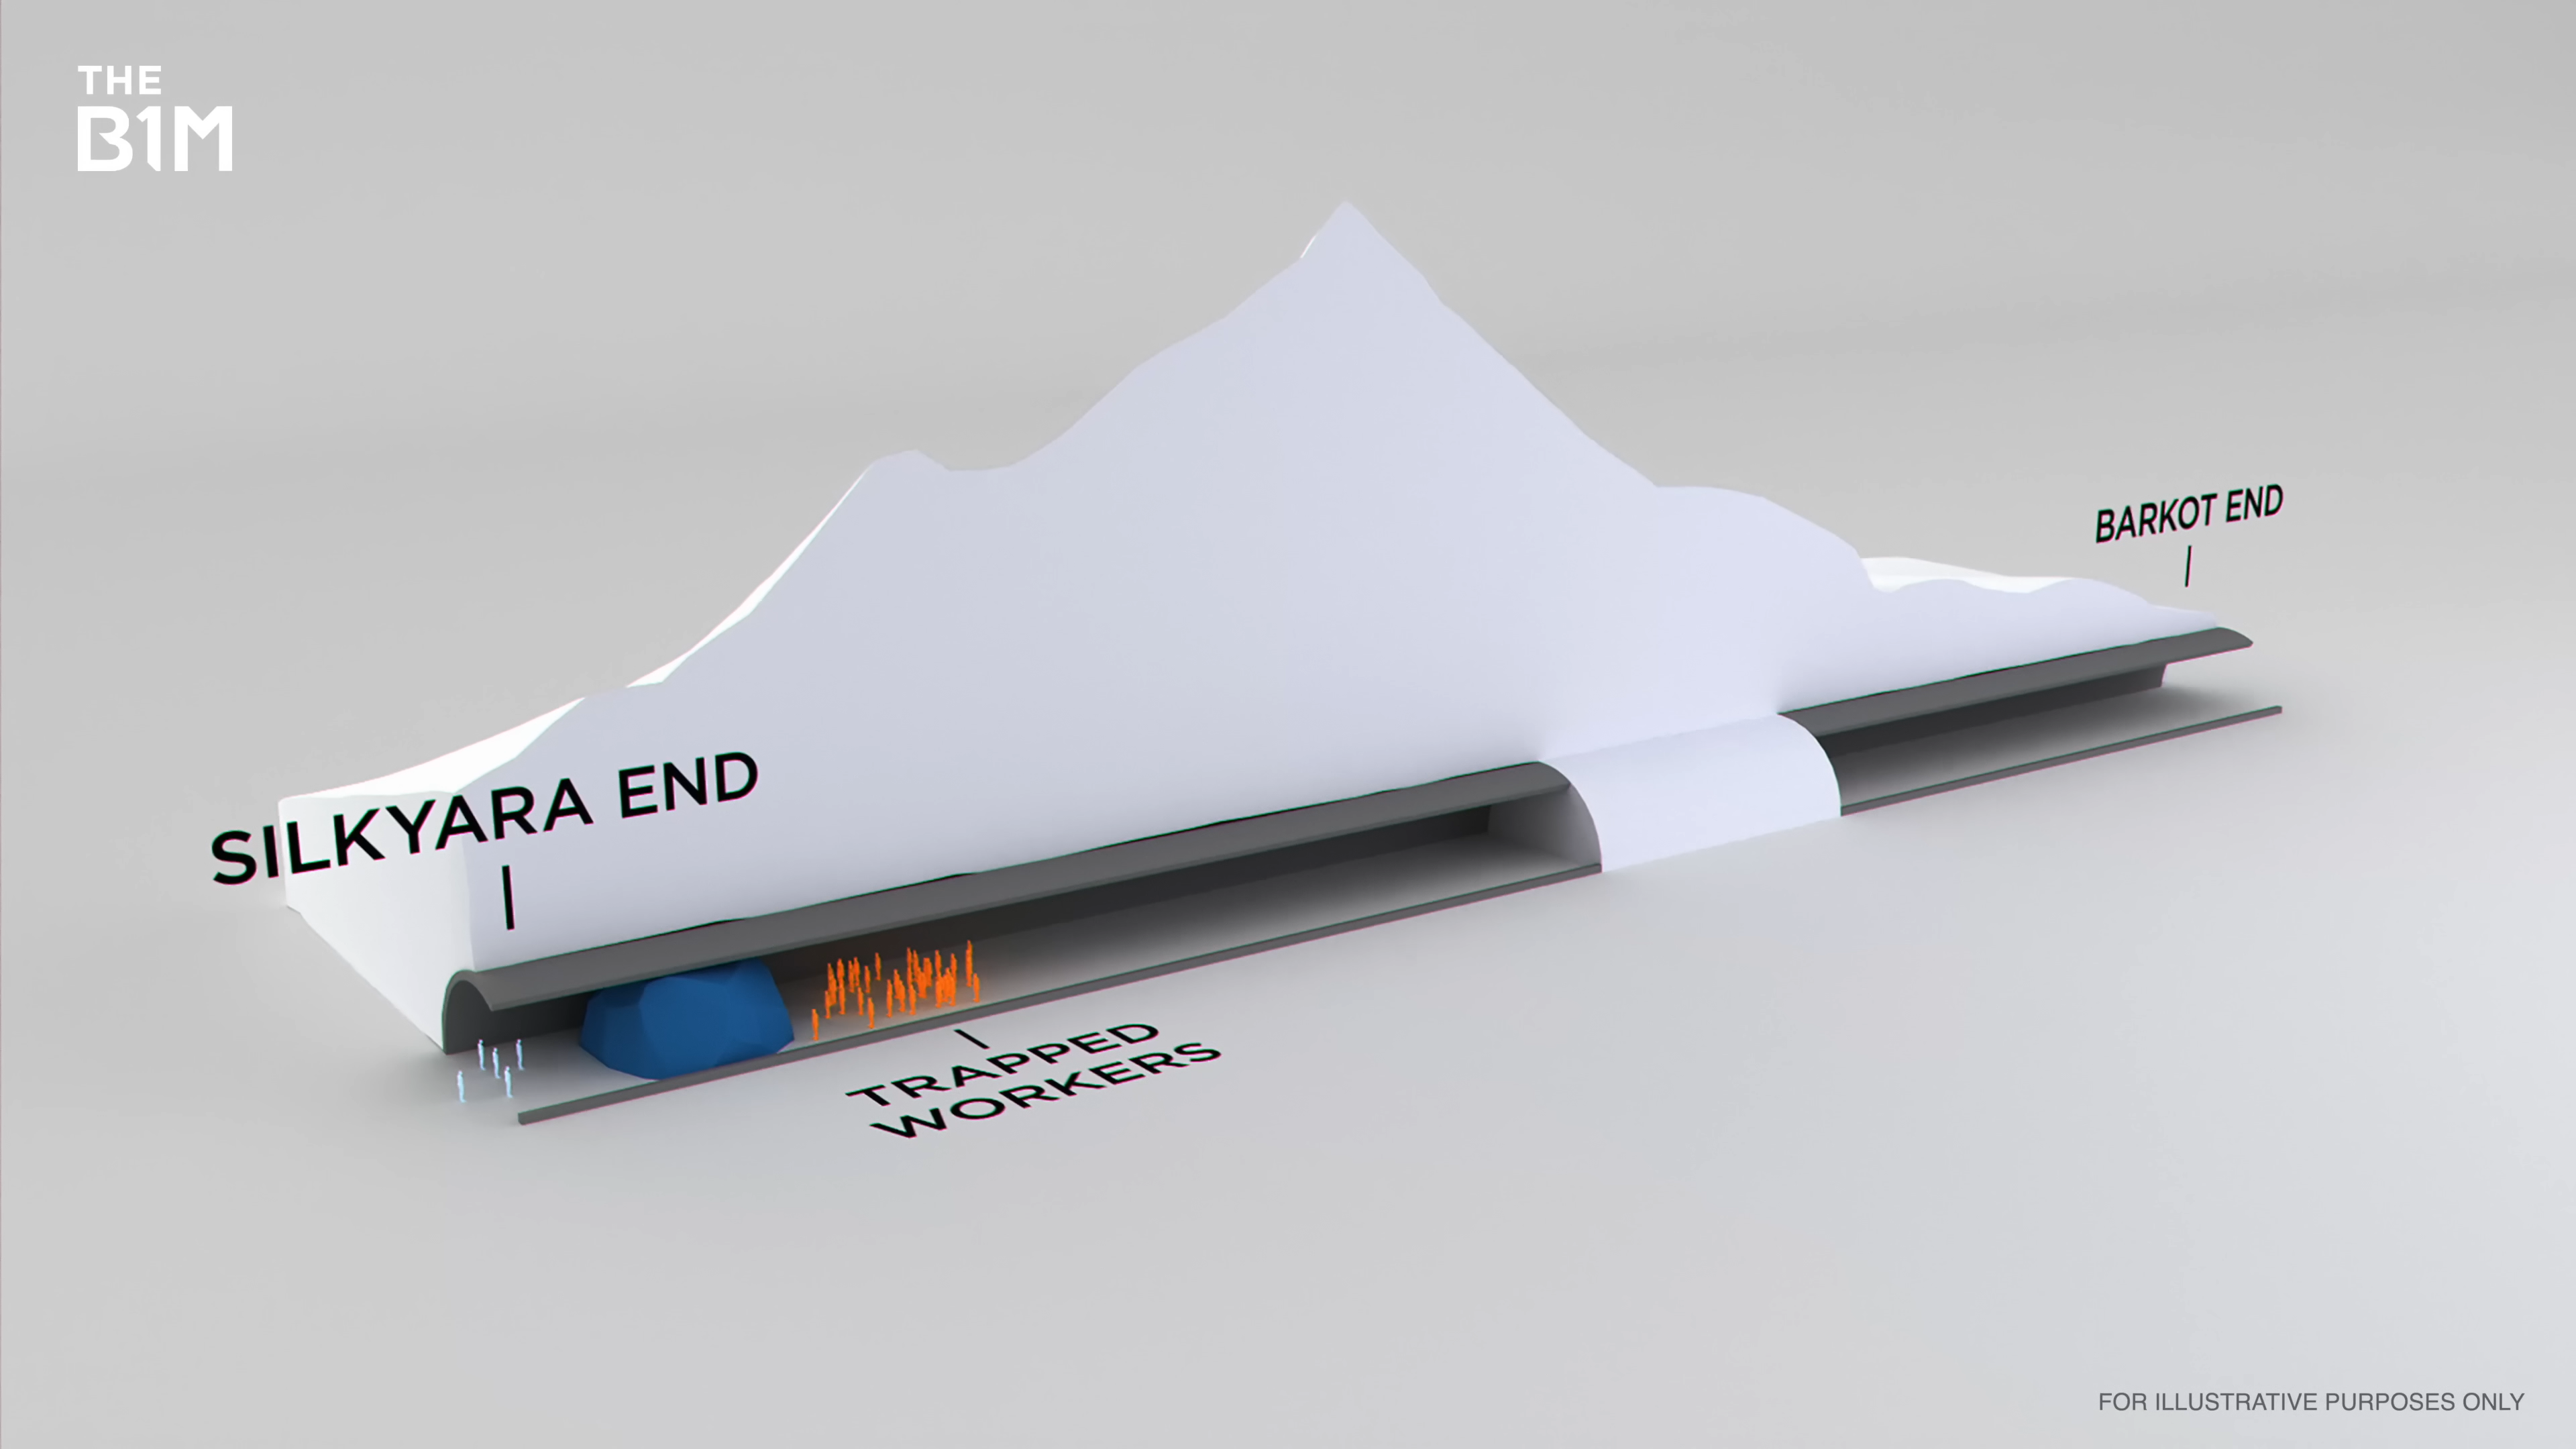 THE
B1M
BARKOT END
SILKYARA END
TRAPPED
WORKERS
FOR ILLUSTRATIVE PURPOSES ONLY